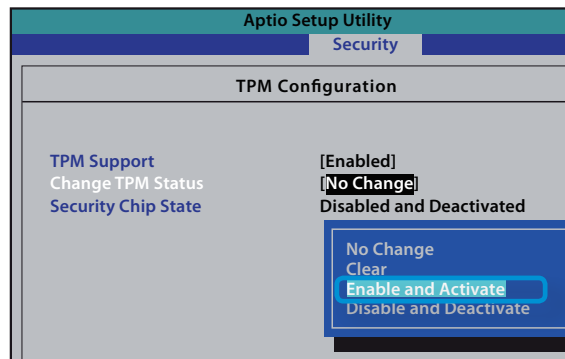 Aptio Setup Utility
Security
TPM Configuration
TPM Support [Enabled]
Change TPM Status [No Change]
Security Chip State Disabled and Deactivated
No Change
Clear
Enable and Activate
Disable and Deactivate